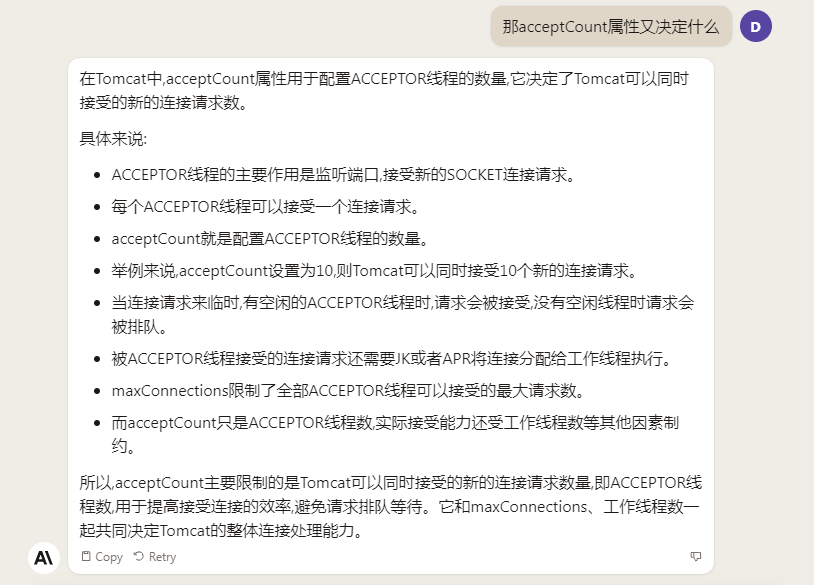 那acceptCount属性又决定什么
D
在Tomcat中,acceptCount属性用于配置ACCEPTOR线程的数量,它决定了Tomcat可以同时
接受的新的连接请求数。
具体来说:
ACCEPTOR线程的主要作用是监听端口,接受新的SOCKET连接请求。
每个ACCEPTOR线程可以接受一个连接请求。
acceptCount就是配置ACCEPTOR线程的数量。
举例来说,acceptCount设置为10,则Tomcat可以同时接受10个新的连接请求。
当连接请求来临时,有空闲的ACCEPTOR线程时,请求会被接受,没有空闲线程时请求会
被排队。
被ACCEPTOR线程接受的连接请求还需要JK或者APR将连接分配给工作线程执行。
maxConnections限制了全部ACCEPTOR线程可以接受的最大请求数。
而acceptCount只是ACCEPTOR线程数,实际接受能力还受工作线程数等其他因素制
约。
所以,acceptCount主要限制的是Tomcat可以同时接受的新的连接请求数量,即ACCEPTOR线
程数,用于提高接受连接的效率,避免请求排队等待。它和maxConnections、工作线程数一
起共同决定Tomcat的整体连接处理能力。
A\
Copy Retry